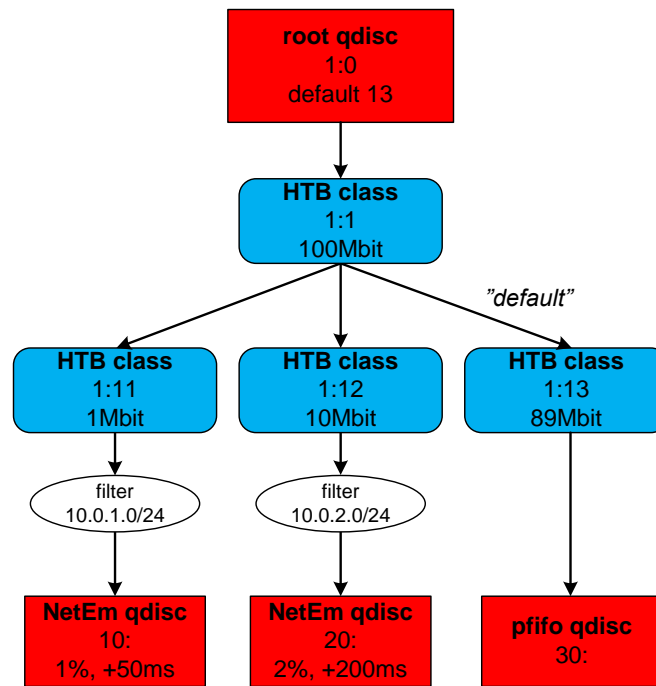 root qdisc
1:0
default 13
HTB class
1:1
100Mbit
”default”
HTB class
1:11
1Mbit
HTB class
1:12
10Mbit
HTB class
1:13
89Mbit
filter
10.0.1.0/24
filter
10.0.2.0/24
NetEm qdisc
10:
1%, +50ms
NetEm qdisc
20:
2%, +200ms
pfifo qdisc
30: